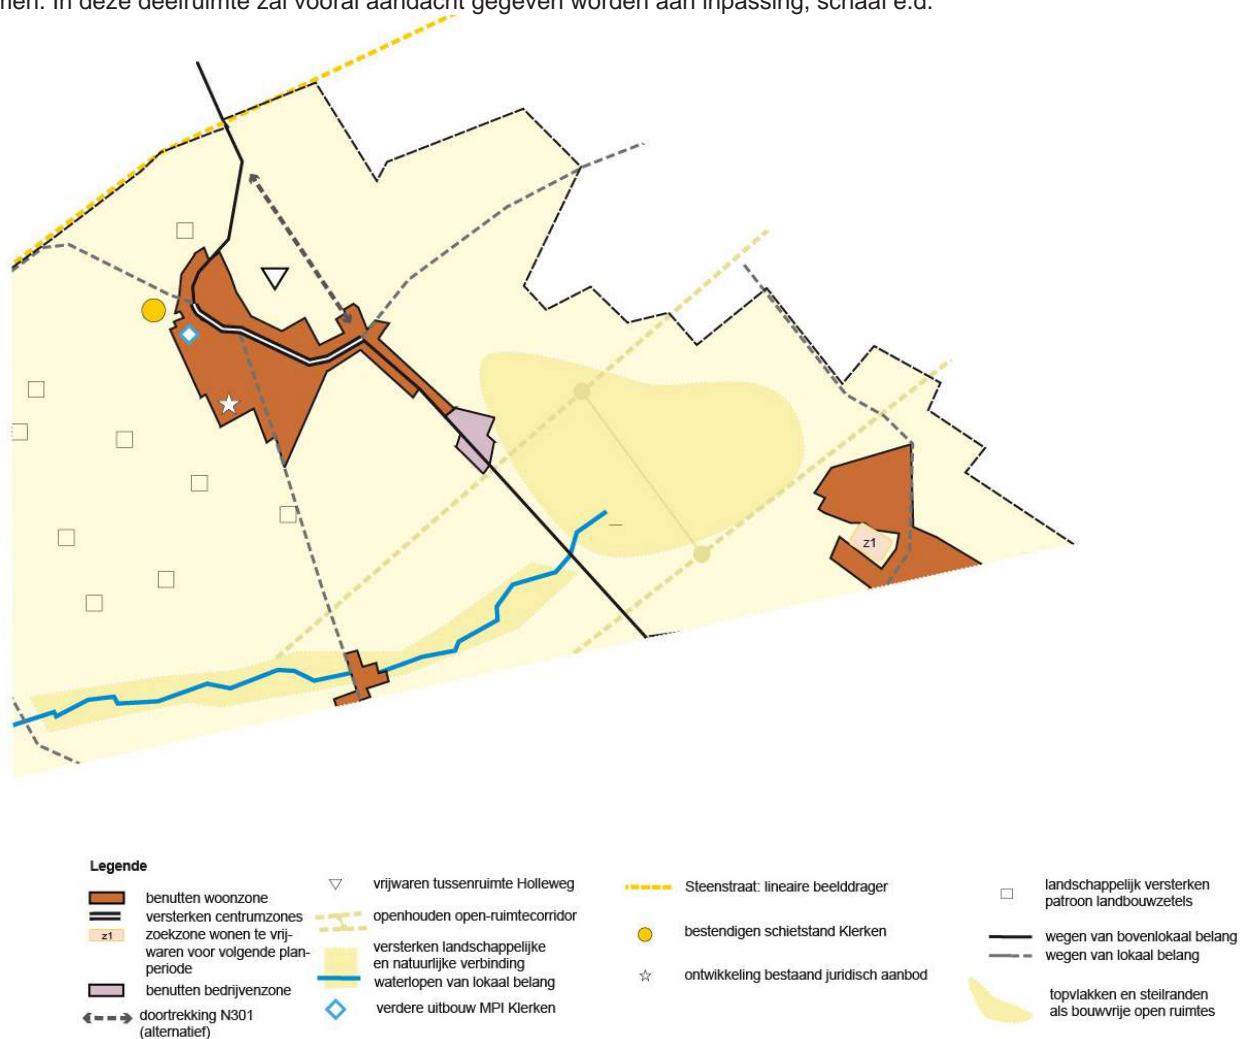 men. In deze deelruimte zal vooral aandacht gegeven worden aan inpassing, schaal e.d.
z1
Legende
benutten woonzone
versterken centrumzones
z1
zoekzone wonen te vrij-
waren voor volgende plan-
periode
benutten bedrijvenzone
doortrekking N301
(alternatief)
vrijwaren tussenruimte Holleweg
openhouden open-ruimtecorridor
versterken landschappelijke
en natuurlijke verbinding
waterlopen van lokaal belang
verdere uitbouw MPI Klerken
Steenstraat: lineaire beelddrager
bestendigen schietstand Klerken
ontwikkeling bestaand juridisch aanbod
landschappelijk versterken
patroon landbouwzetels
wegen van bovenlokaal belang
wegen van lokaal belang
topvlakken en steilranden
als bouwvrije open ruimtes